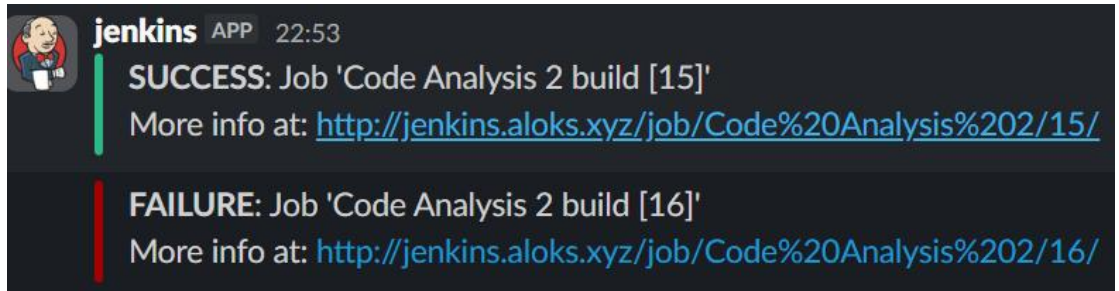 jenkins APP 22:53
SUCCESS: Job 'Code Analysis 2 build [15]'
More info at: http://jenkins.aloks.xyz/job/Code%20Analysis%202/15/
FAILURE: Job 'Code Analysis 2 build [16]'
More info at: http://jenkins.aloks.xyz/job/Code%20Analysis%202/16/